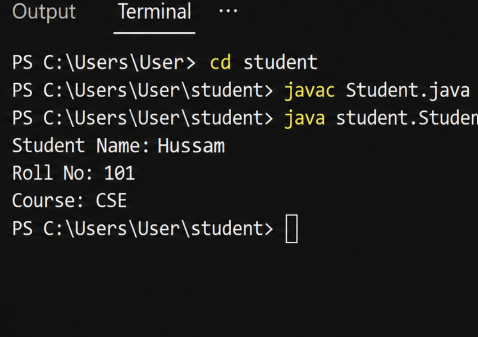 Output Terminal ···
PS C:\Users\User> cd student
PS C:\Users\User\student> javac Student.java
PS C:\Users\User\student> java student.Studen
Student Name: Hussam
Roll No: 101
Course: CSE
PS C:\Users\User\student>